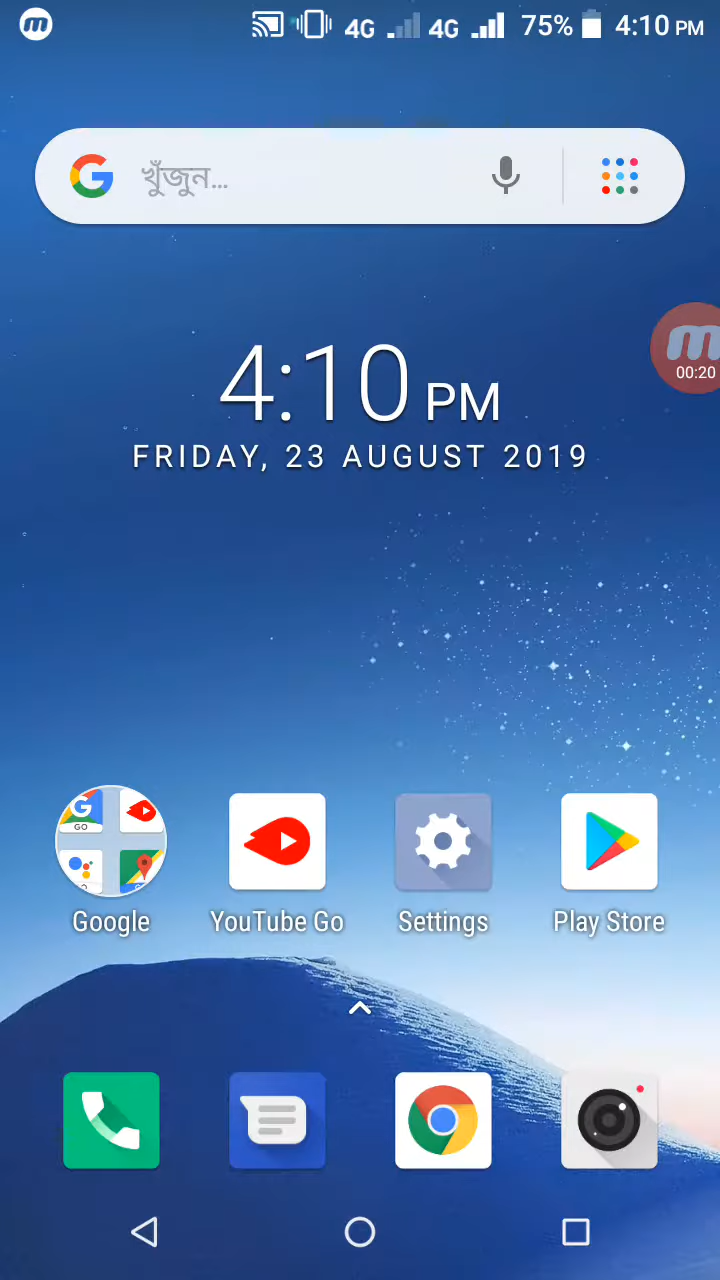 4G 4G 75% 4:10 PM
খুঁজুন...
4:10 PM
FRIDAY, 23 AUGUST 2019
00:20
GO
Google YouTube Go Settings Play Store